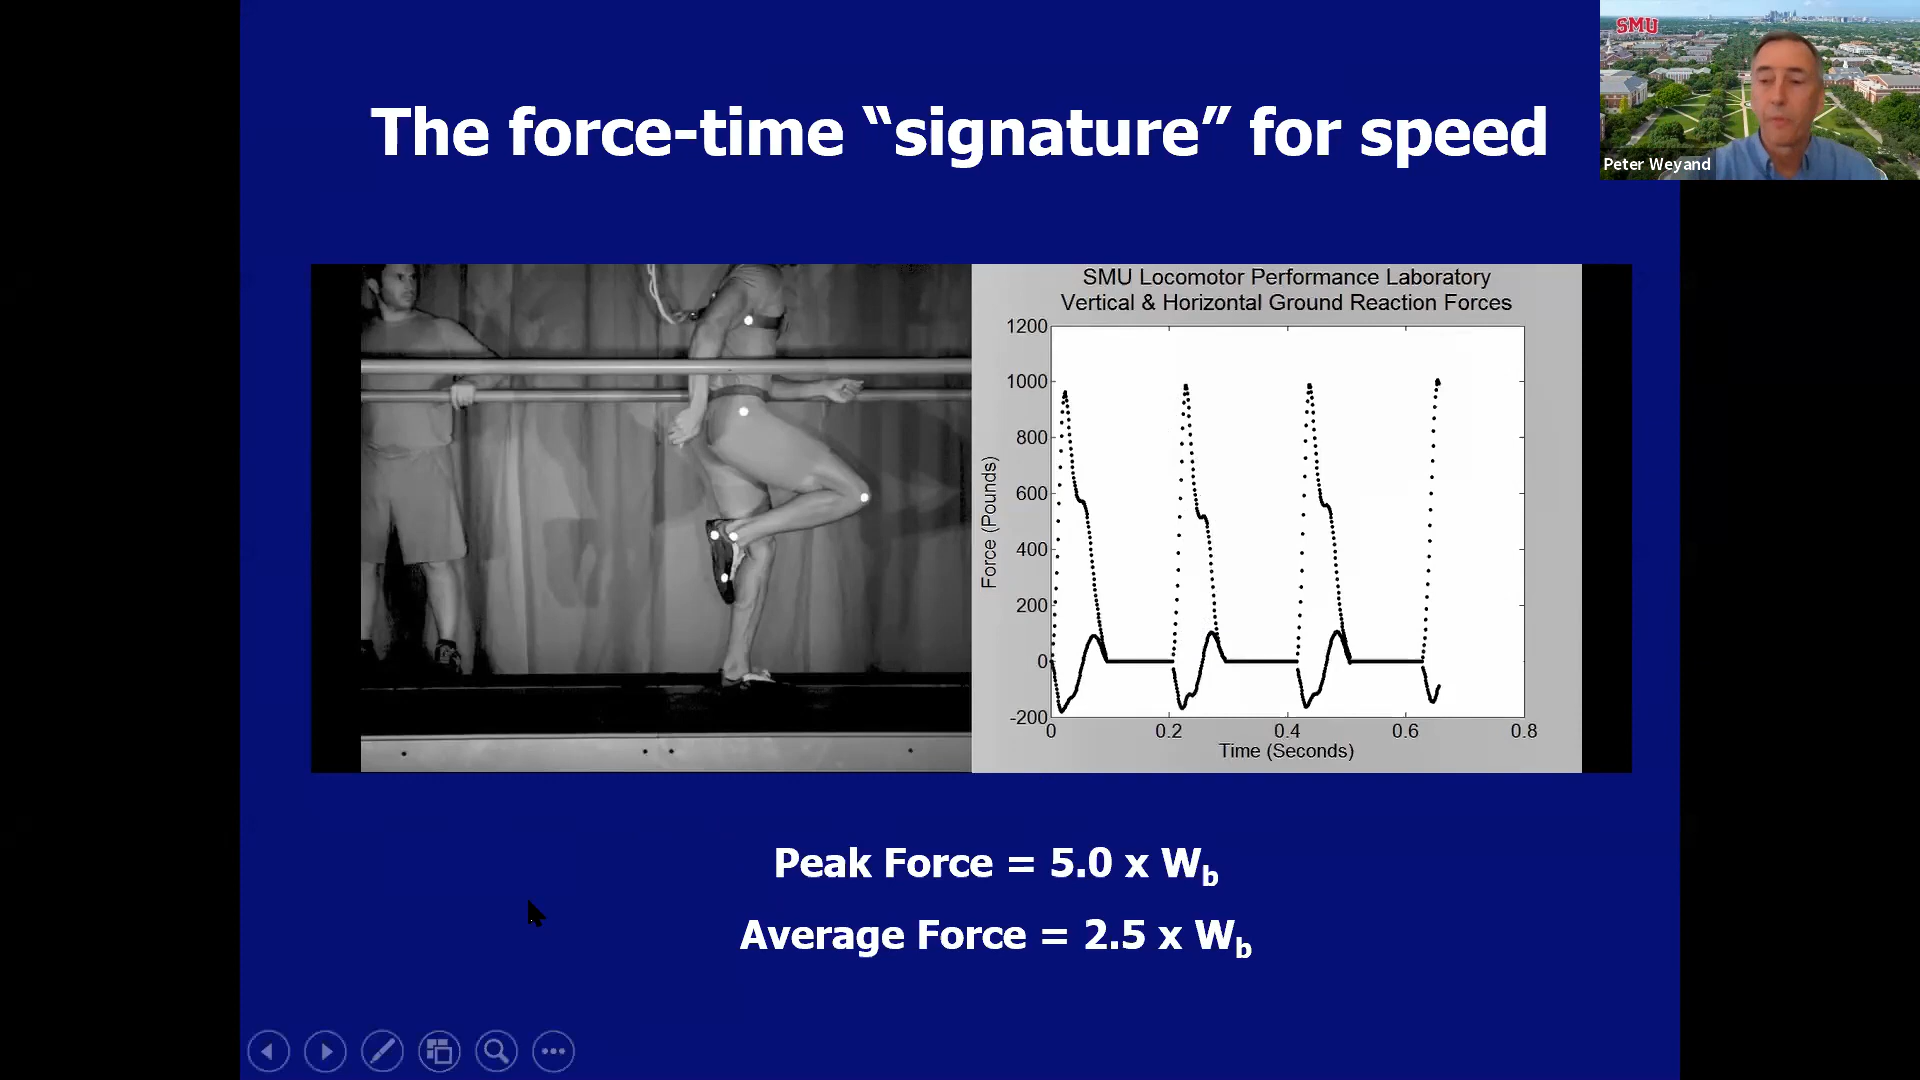 The force-time “signature” for speed
SMU
Peter Weyand
SMU Locomotor Performance Laboratory
Vertical & Horizontal Ground Reaction Forces
1200
1000
800
600
400
200
0
-200
Force (Pounds)
0 0.2 0.4 0.6 0.8
Time (Seconds)
Peak Force = 5.0 x Wb
Average Force = 2.5 x Wb